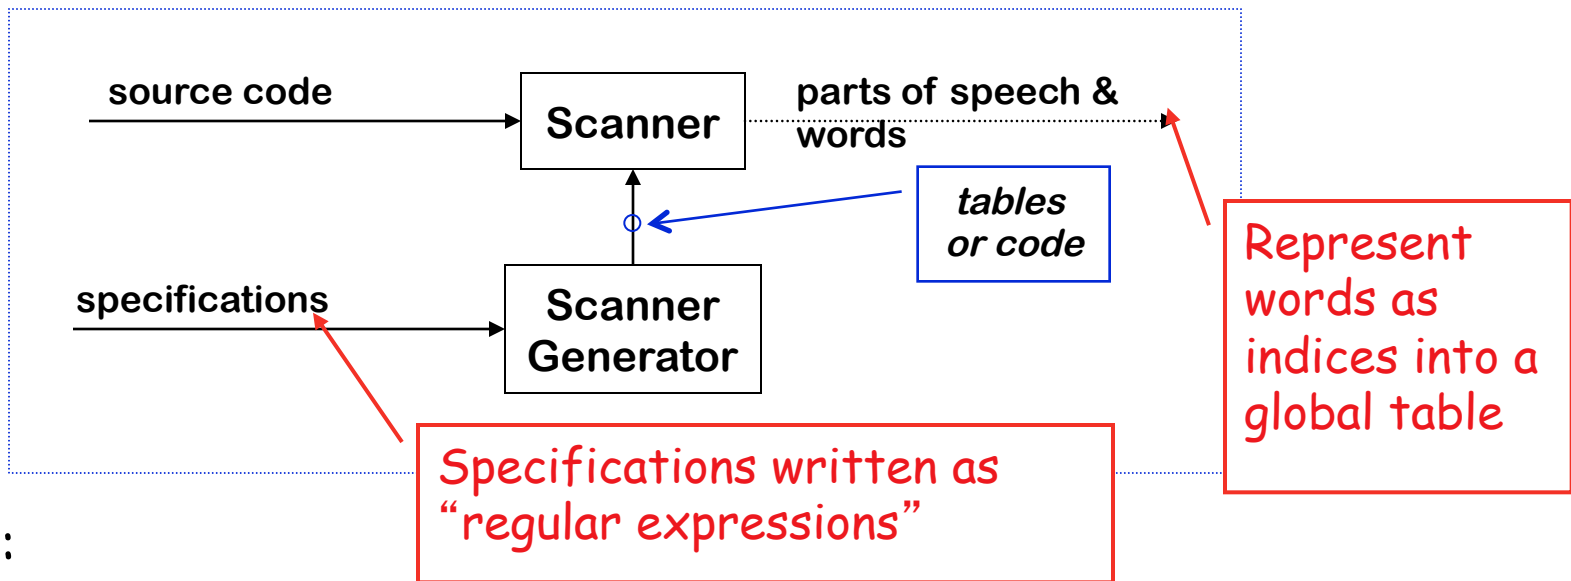 source code
Scanner
parts of speech &
words
tables
or code
specifications
Scanner
Generator
Represent
words as
indices into a
global table
Specifications written as
“regular expressions”
: